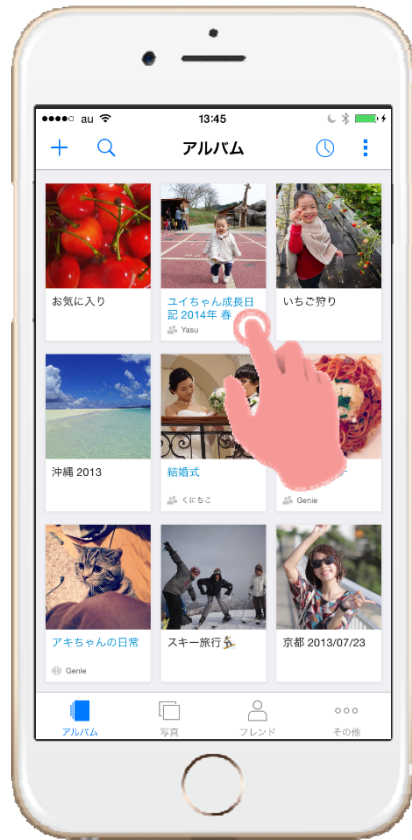 au 13:45
アルバム
お気に入り
ユイちゃん成長日
記 2014年 春
Yasu
いちご狩り
沖縄 2013
結婚式
くにちこ
Genie
アキちゃんの日常
Genie
スキー旅行🏂
京都 2013/07/23
アルバム 写真 フレンド その他